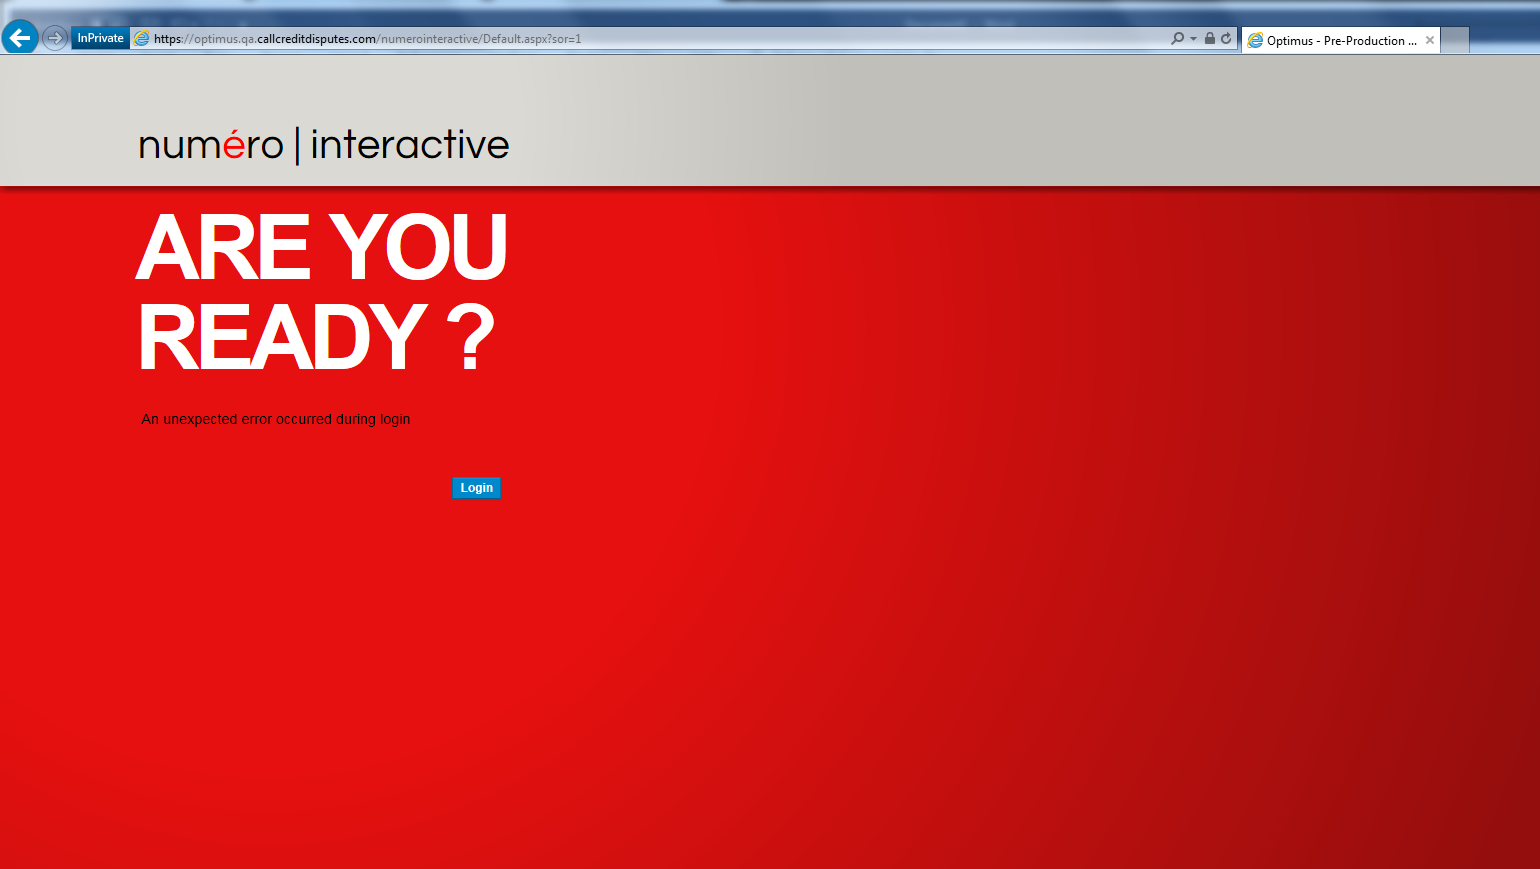 InPrivate
https://optimus.qa.callcreditdisputes.com/numerointeractive/Default.aspx?sor=1
Optimus - Pre-Production ...
numéro | interactive
ARE YOU
READY ?
An unexpected error occurred during login
Login